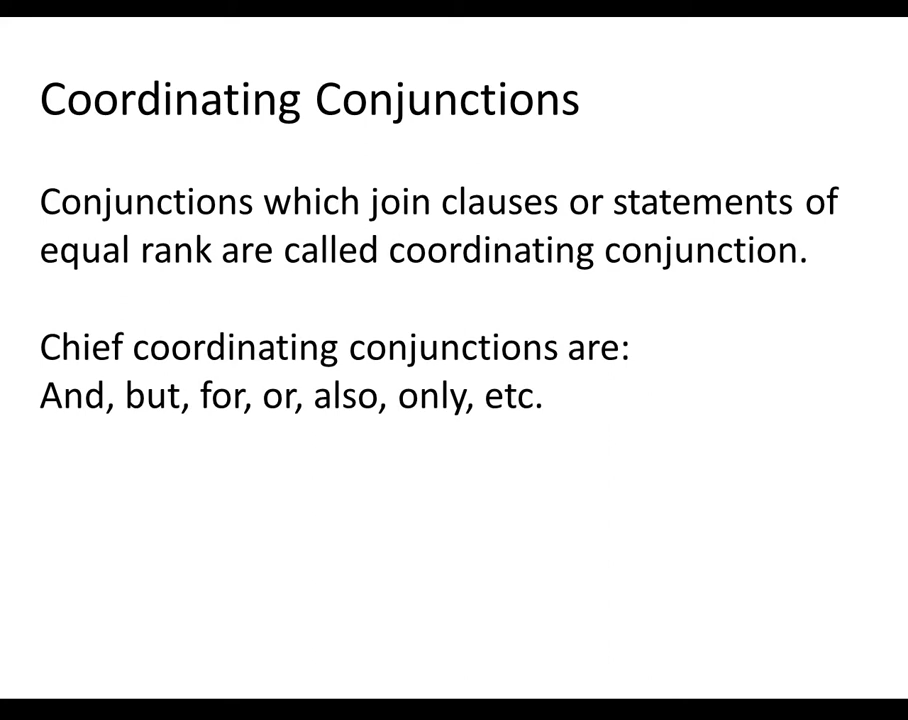 Coordinating Conjunctions
Conjunctions which join clauses or statements of
equal rank are called coordinating conjunction.
Chief coordinating conjunctions are:
And, but, for, or, also, only, etc.